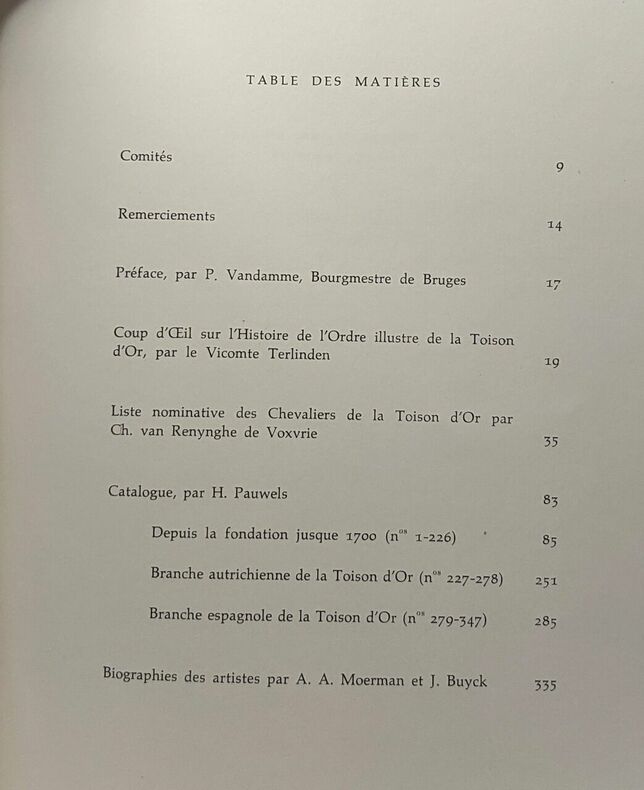 TABLE DES MATIÈRES
Comités 9
Remerciements 14
Préface, par P. Vandamme, Bourgmestre de Bruges 17
Coup d'Œil sur l'Histoire de l'Ordre illustre de la Toison
d'Or, par le Vicomte Terlinden 19
Liste nominative des Chevaliers de la Toison d'Or par
Ch. van Renynghe de Voxvrie 35
Catalogue, par H. Pauwels 83
Depuis la fondation jusque 1700 (nos 1-226) 85
Branche autrichienne de la Toison d'Or (nos 227-278) 251
Branche espagnole de la Toison d'Or (nos 279-347) 285
Biographies des artistes par A. A. Moerman et J. Buyck 335